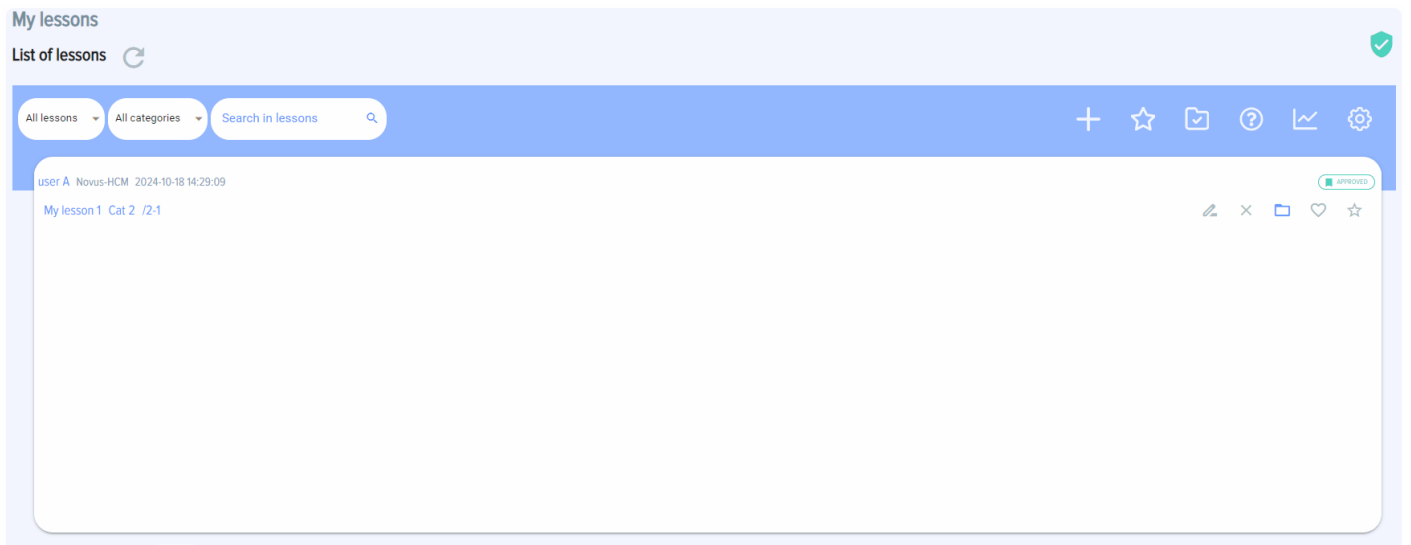 My lessons
List of lessons
All lessons All categories Search in lessons
user A Novus-HCM 2024-10-18 14:29:09 APPROVED
My lesson 1 Cat 2 /2-1